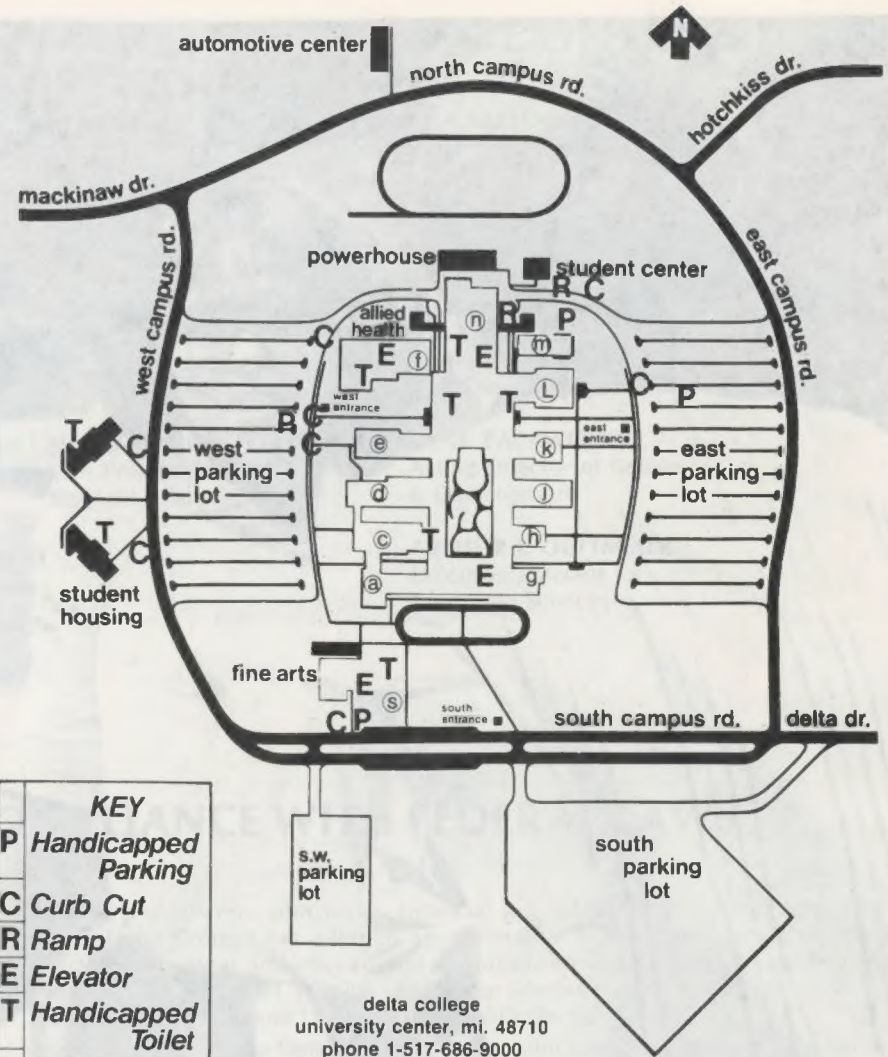 automotive center
N
north campus rd.
hotchkiss dr.
mackinaw dr.
west campus rd.
east campus rd.
powerhouse
student center
R C
allied
health
n
R
P
C
E
f
T
E
m
T
L
C
P
west
entrance
T
T
R C
C
east
entrance
T
C
west
parking
lot
e
k
east
parking
lot
d
j
T
C
c
T
h
student
housing
a
E
g
fine arts
T
E
s
C P
south
entrance
south campus rd.
delta dr.
KEY
P Handicapped
Parking
C Curb Cut
R Ramp
E Elevator
T Handicapped
Toilet
s.w.
parking
lot
south
parking
lot
delta college
university center, mi. 48710
phone 1-517-686-9000